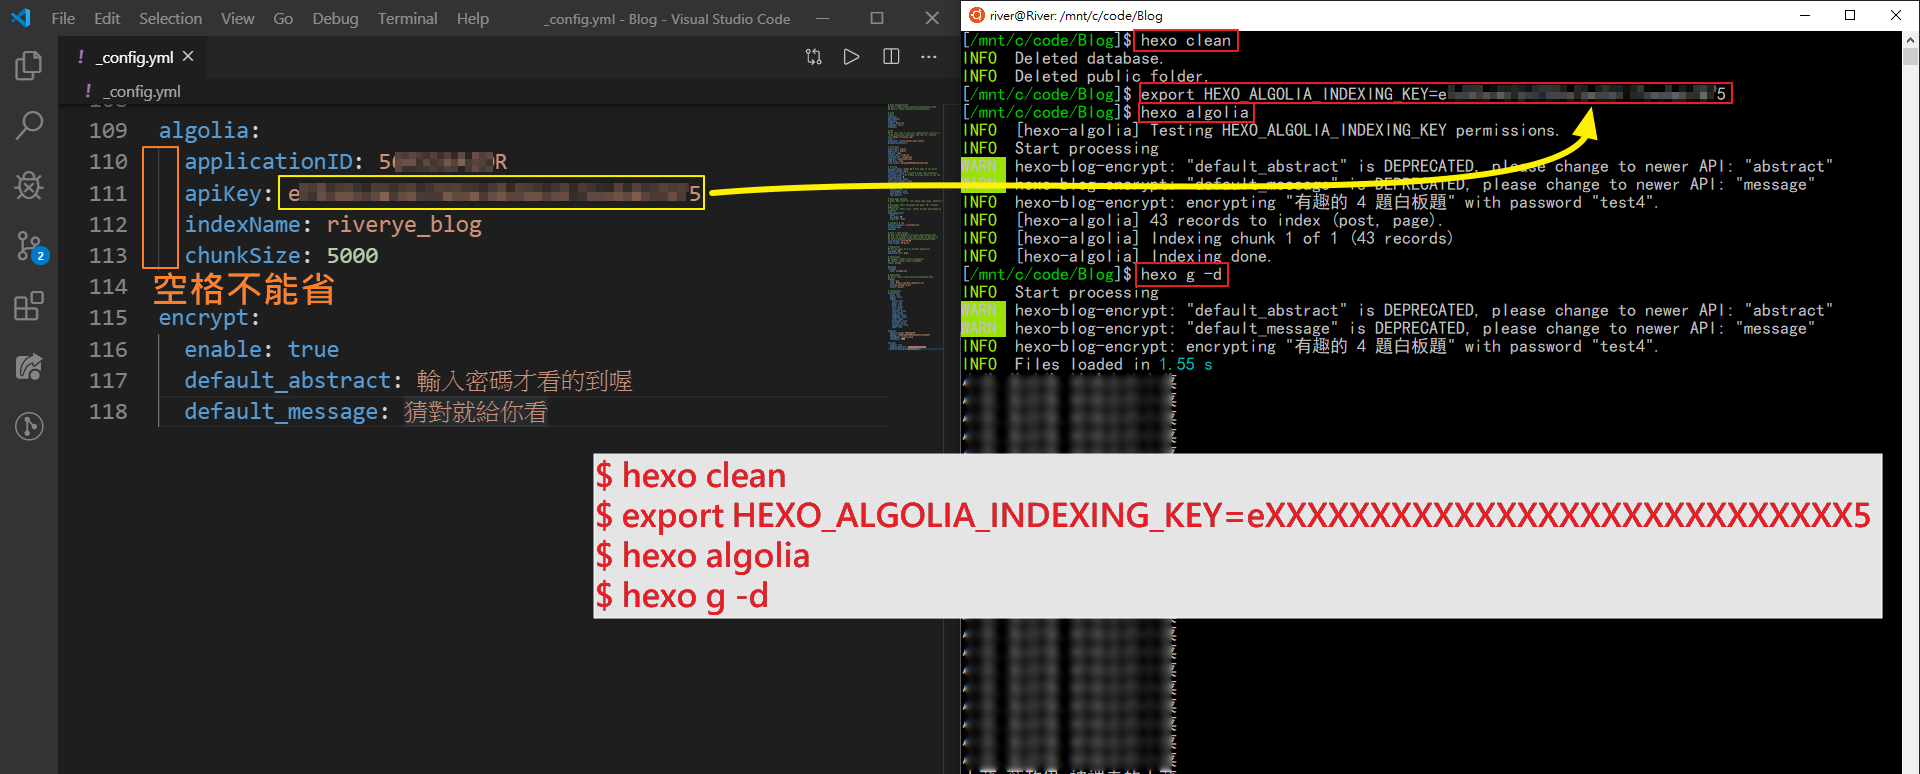 File Edit Selection View Go Debug Terminal Help _config.yml - Blog - Visual Studio Code
! _config.yml
! _config.yml
109 algolia:
110 applicationID: 5 R
111 apiKey: e 5
112 indexName: riverye_blog
113 chunkSize: 5000
114 空格不能省
115 encrypt:
116 enable: true
117 default_abstract: 輸入密碼才看的到喔
118 default_message: 猜對就給你看
2
river@River: /mnt/c/code/Blog
[/mnt/c/code/Blog]$ hexo clean
INFO Deleted database.
INFO Deleted public folder.
[/mnt/c/code/Blog]$ export HEXO_ALGOLIA_INDEXING_KEY=e 5
[/mnt/c/code/Blog]$ hexo algolia
INFO [hexo-algolia] Testing HEXO_ALGOLIA_INDEXING_KEY permissions.
INFO Start processing
WARN hexo-blog-encrypt: "default_abstract" is DEPRECATED, please change to newer API: "abstract"
WARN hexo-blog-encrypt: "default_message" is DEPRECATED, please change to newer API: "message"
INFO hexo-blog-encrypt: encrypting "有趣的 4 題白板題" with password "test4".
INFO [hexo-algolia] 43 records to index (post, page).
INFO [hexo-algolia] Indexing chunk 1 of 1 (43 records)
INFO [hexo-algolia] Indexing done.
[/mnt/c/code/Blog]$ hexo g -d
INFO Start processing
WARN hexo-blog-encrypt: "default_abstract" is DEPRECATED, please change to newer API: "abstract"
WARN hexo-blog-encrypt: "default_message" is DEPRECATED, please change to newer API: "message"
INFO hexo-blog-encrypt: encrypting "有趣的 4 題白板題" with password "test4".
INFO Files loaded in 1.55 s
$ hexo clean
$ export HEXO_ALGOLIA_INDEXING_KEY=eXXXXXXXXXXXXXXXXXXXXXXXXXXXX5
$ hexo algolia
$ hexo g -d